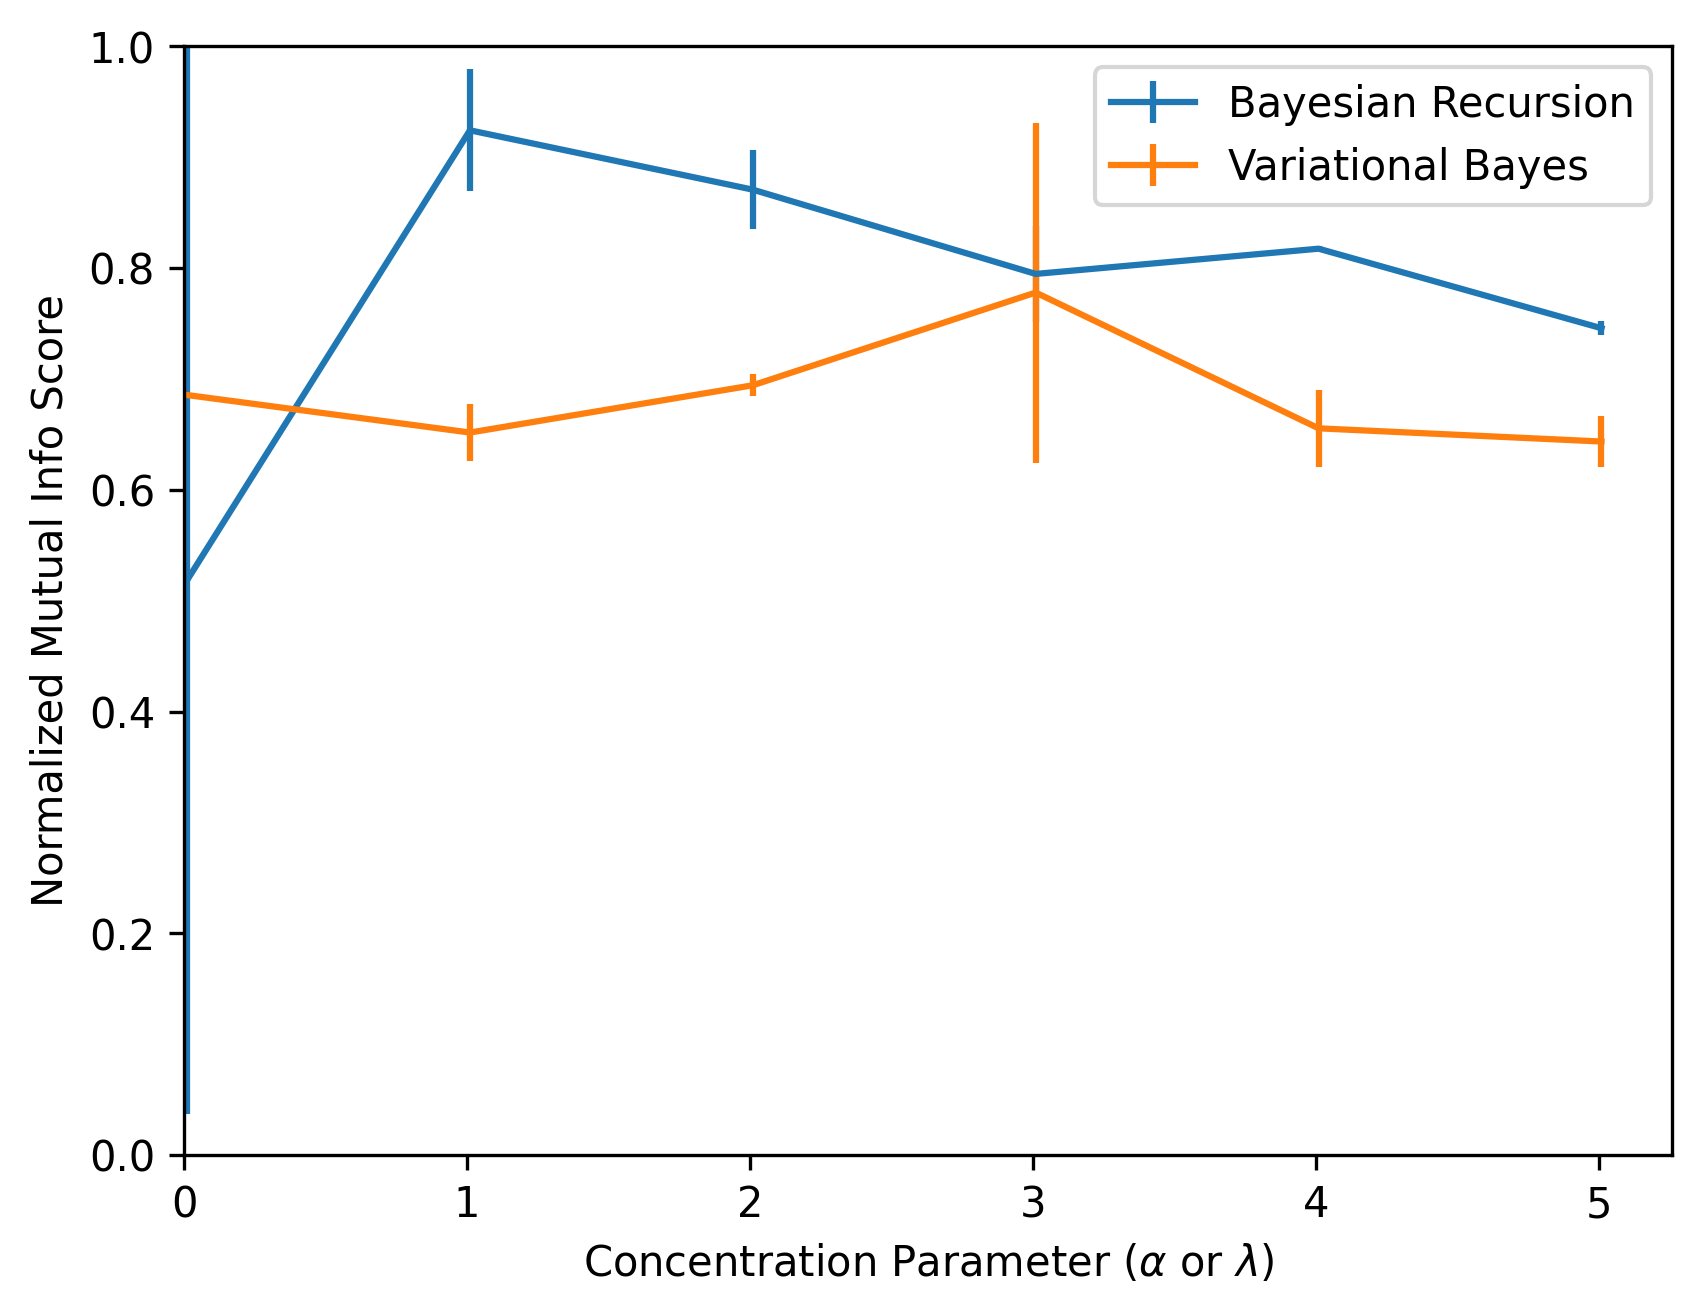 1.0
0.8
0.6
0.4
0.2
0.0
Normalized Mutual Info Score
Bayesian Recursion
Variational Bayes
0 1 2 3 4 5
Concentration Parameter (α or λ)